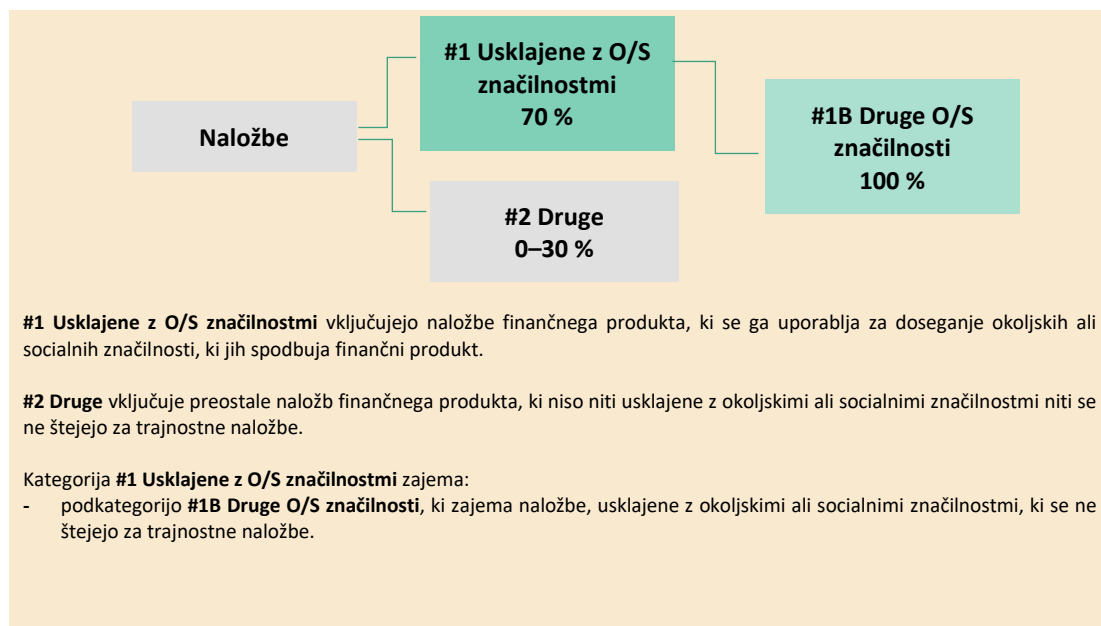 #1 Usklajene z O/S
značilnostmi
70 %
#1B Druge O/S
značilnosti
100 %
Naložbe
#2 Druge
0–30 %
#1 Usklajene z O/S značilnostmi vključujejo naložbe finančnega produkta, ki se ga uporablja za doseganje okoljskih ali
socialnih značilnosti, ki jih spodbuja finančni produkt.
#2 Druge vključuje preostale naložb finančnega produkta, ki niso niti usklajene z okoljskimi ali socialnimi značilnostmi niti se
ne štejejo za trajnostne naložbe.
Kategorija #1 Usklajene z O/S značilnostmi zajema:
- podkategorijo #1B Druge O/S značilnosti, ki zajema naložbe, usklajene z okoljskimi ali socialnimi značilnostmi, ki se ne
štejejo za trajnostne naložbe.